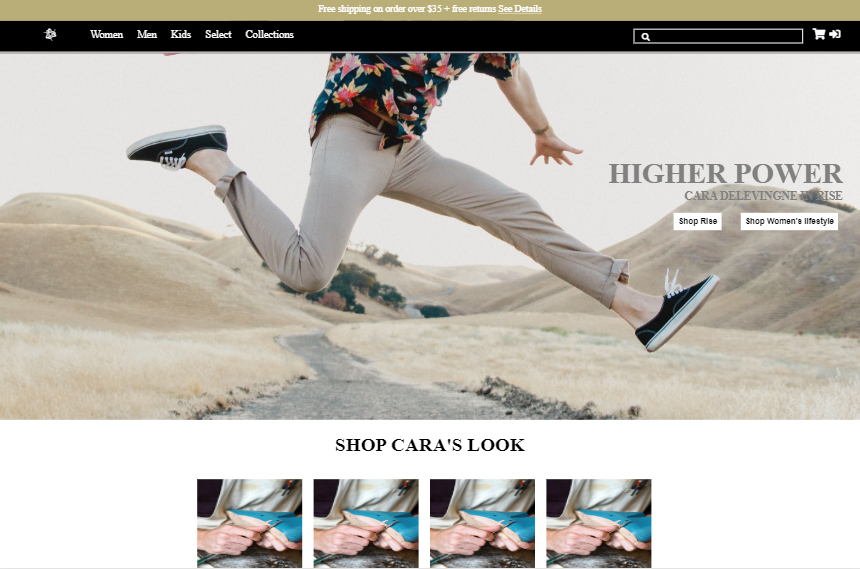 Free shipping on order over $35 + free returns See Details
Women Men Kids Select Collections
HIGHER POWER
CARA DELEVINGNE RISE
Shop Rise Shop Women's lifestyle
SHOP CARA'S LOOK